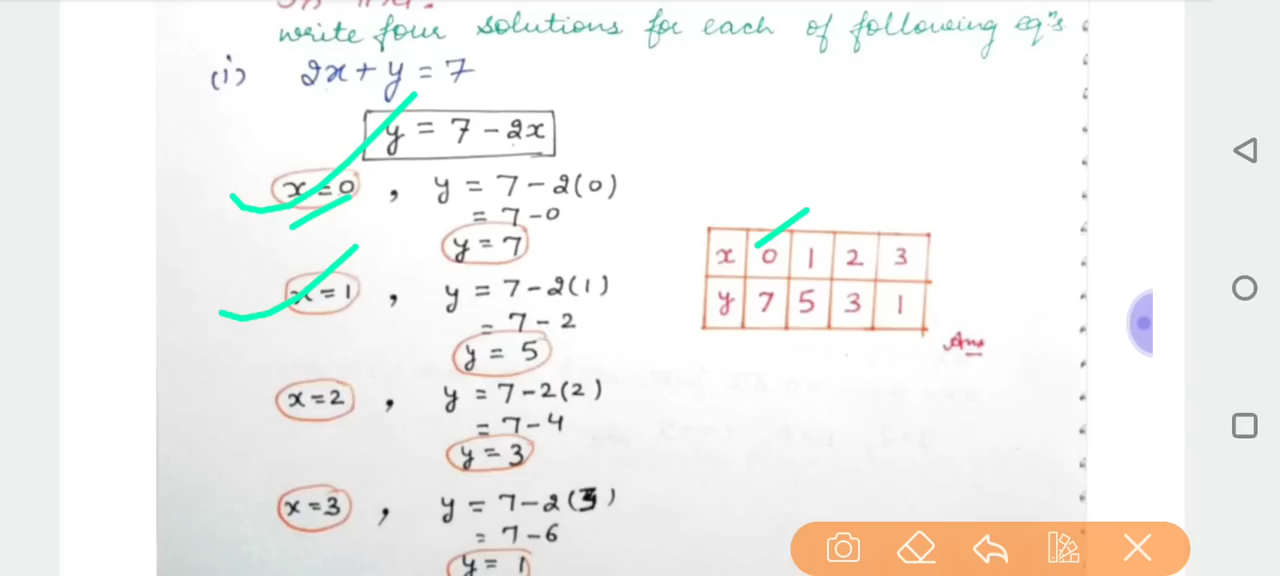 write four solutions for each of following eqⁿs
(i) 2x + y = 7
y = 7 - 2x
x = 0 , y = 7 - 2(0)
= 7 - 0
y = 7
x = 1 , y = 7 - 2(1)
= 7 - 2
y = 5
x = 2 , y = 7 - 2(2)
= 7 - 4
y = 3
x = 3 , y = 7 - 2(3)
= 7 - 6
y = 1
x 0 1 2 3
y 7 5 3 1
Ans